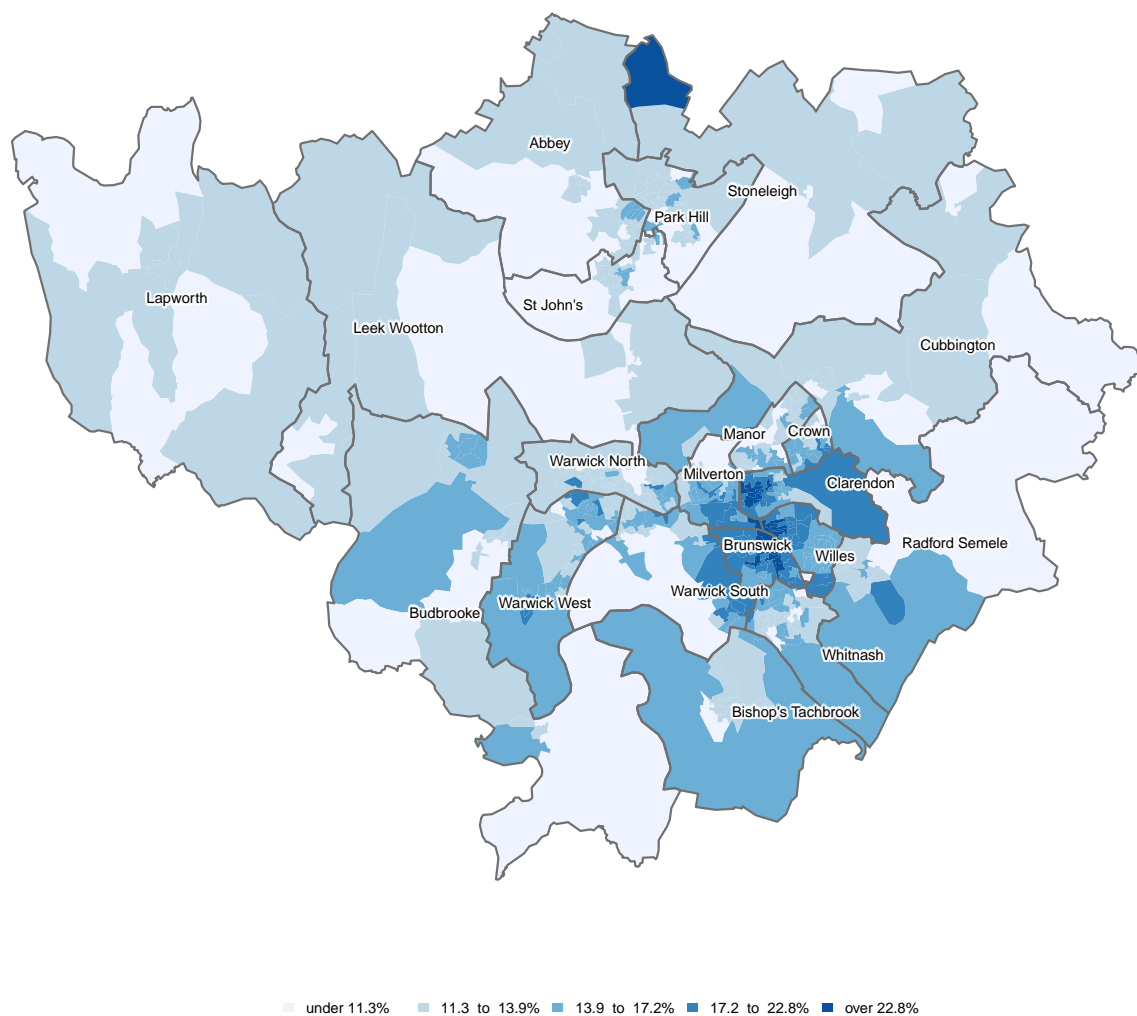 Abbey
Stoneleigh
Park Hill
Lapworth
St John's
Leek Wootton
Cubbington
Manor
Crown
Warwick North
Milverton
Clarendon
Brunswick
Radford Semele
Willes
Warwick South
Warwick West
Budbrooke
Whitnash
Bishop's Tachbrook
under 11.3%
11.3 to 13.9%
13.9 to 17.2%
17.2 to 22.8%
over 22.8%